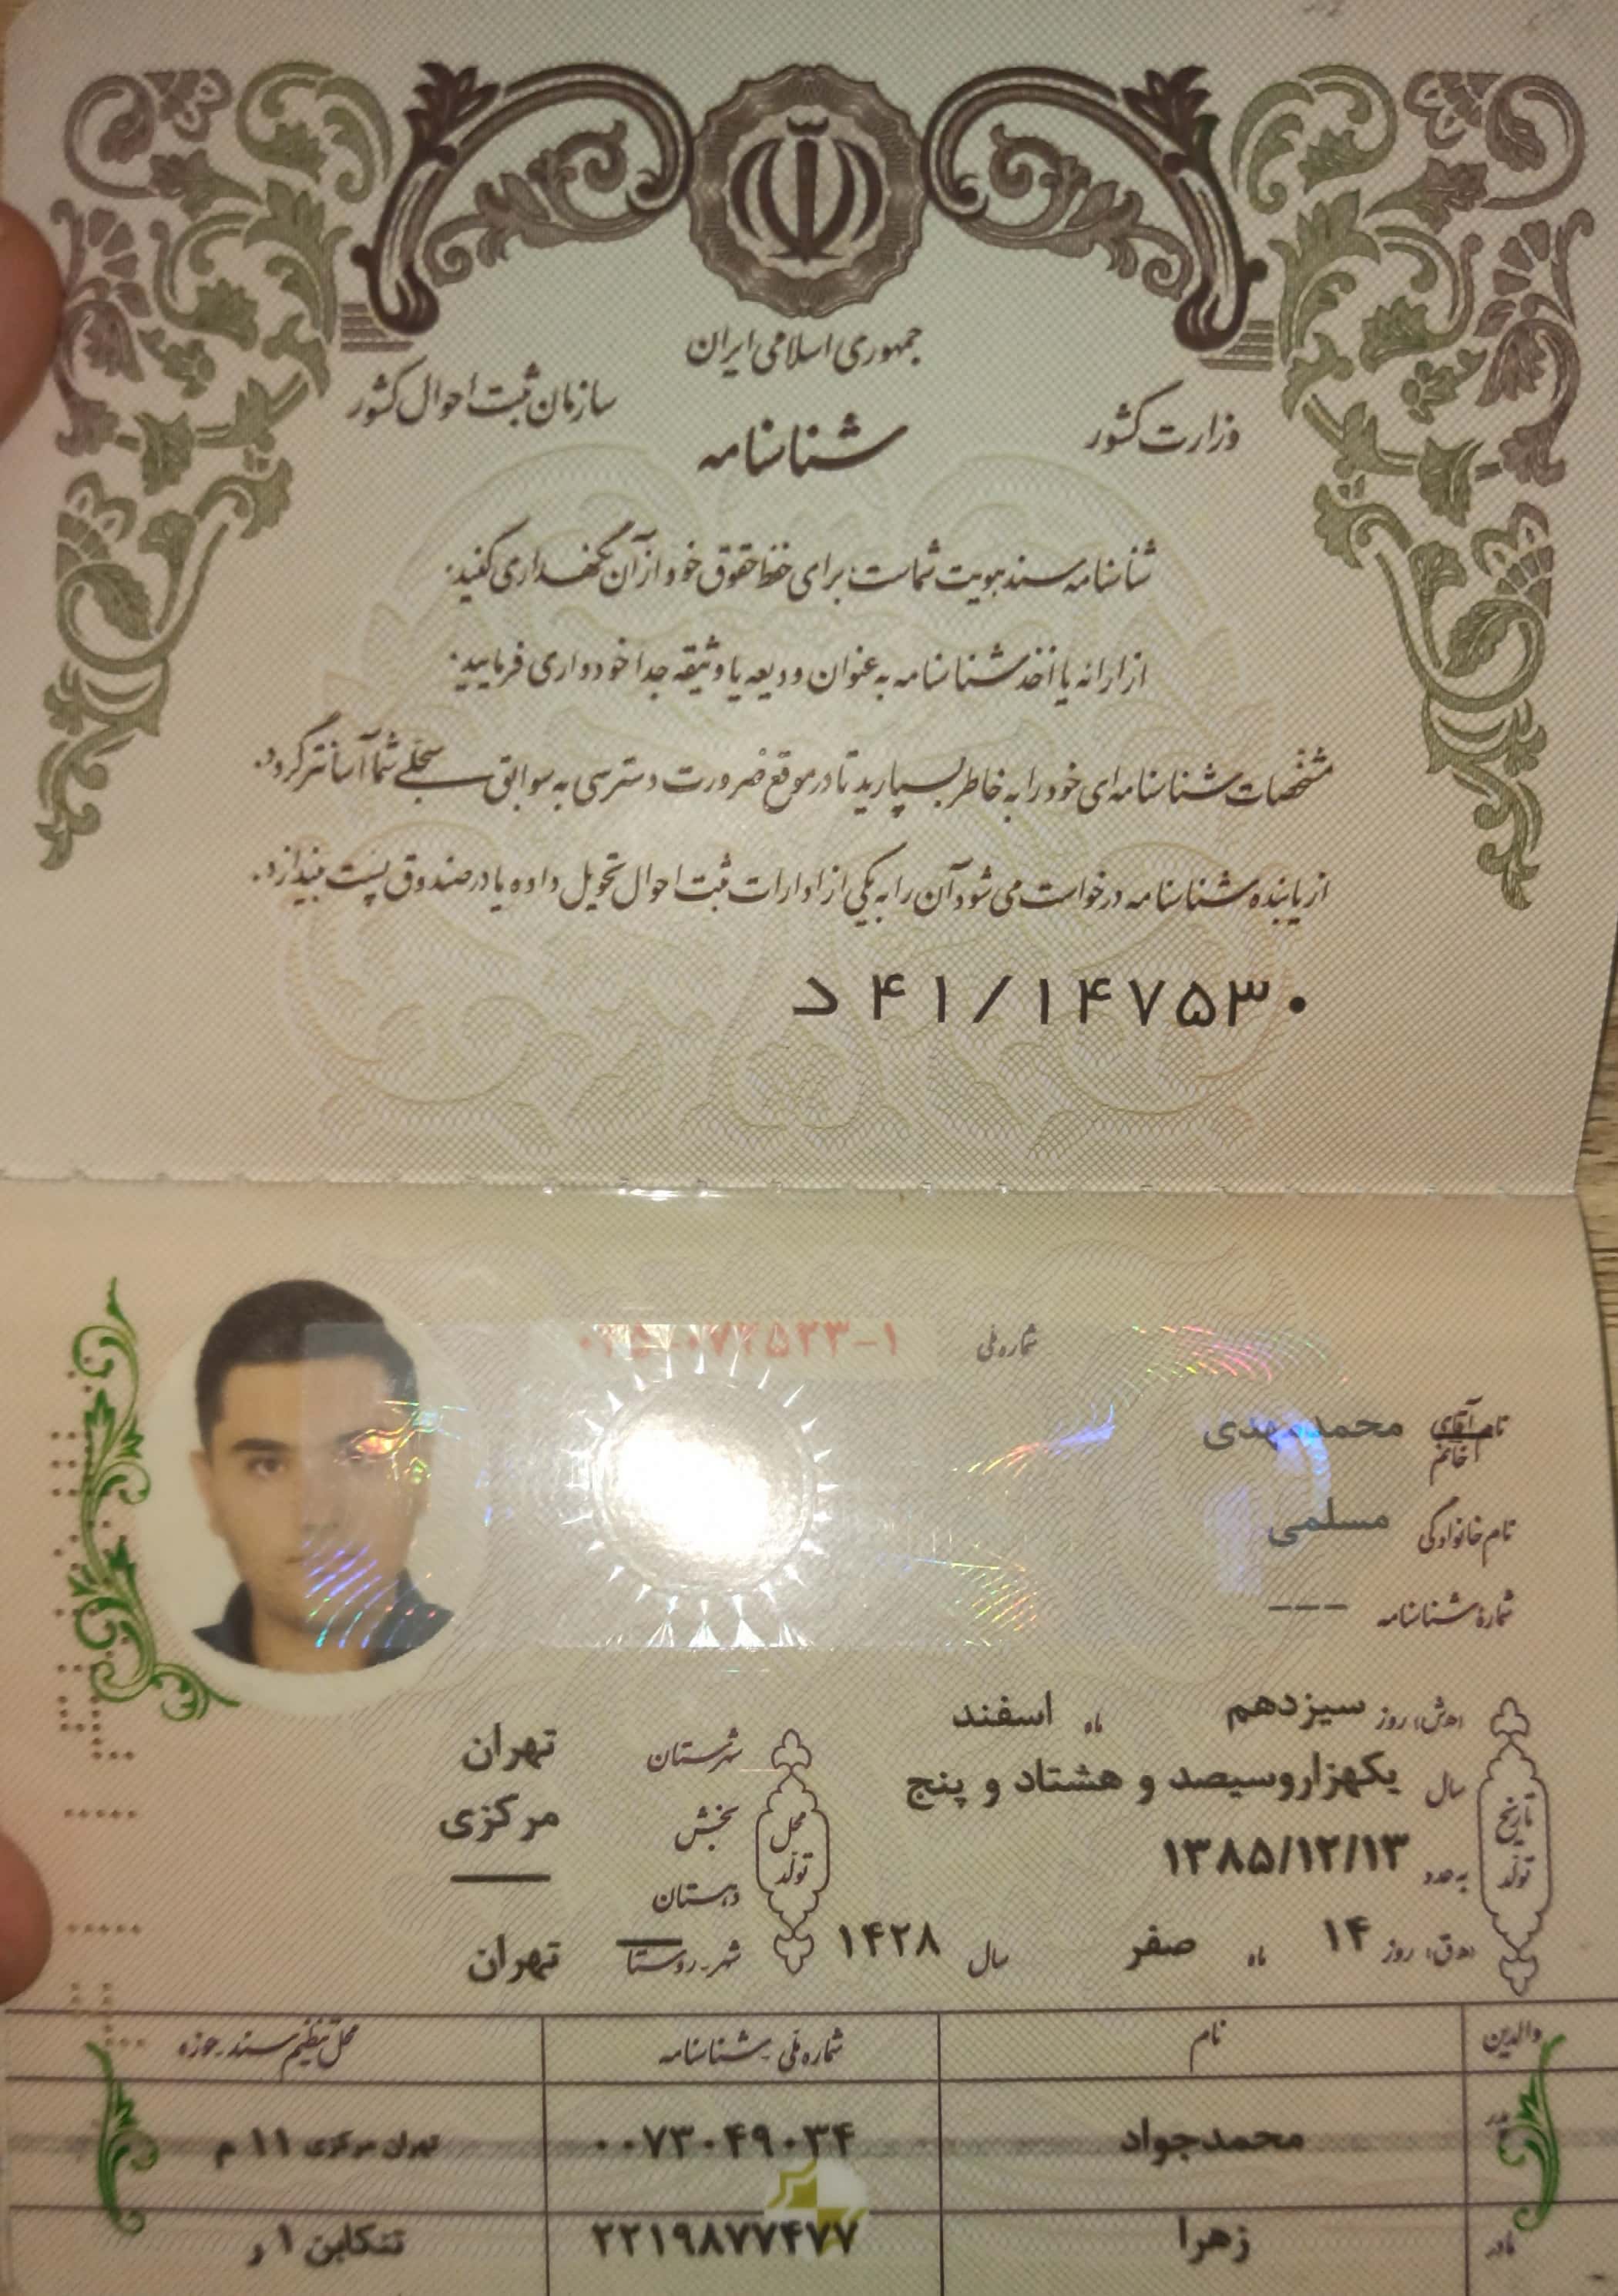 جمهوری اسلامی ایران
وزارت کشور
سازمان ثبت احوال کشور
شناسنامه
شناسنامه سند هویت شماست برای حفظ حقوق خود از آن نگهداری کنید.
از ارائه یا اخذ شناسنامه به عنوان ودیعه یا وثیقه جدا خودداری فرمایید.
مشخصات شناسنامه‌ای خود را به خاطر بسپارید تا در موقع ضرورت دسترسی به سوابق سجلی شما آسانتر گردد.
از یابنده شناسنامه درخواست می شود آن را به یکی از ادارات ثبت احوال تحویل داده یا در صندوق پست بیندازد.
د ۴۱/۱۴۷۵۳۰
شماره ملی
نام آقای/خانم محمدمهدی
نام خانوادگی مسلمی
شماره شناسنامه ---
تاریخ تولد
(ه.ش) روز سیزدهم ماه اسفند
سال یکهزاروسیصد و هشتاد و پنج
به عدد ۱۳۸۵/۱۲/۱۳
(ه.ق) روز ۱۴ ماه صفر سال ۱۴۲۸
محل تولد
شهرستان تهران
بخش مرکزی
دهستان
شهر-روستا تهران
والدین نام شماره ملی-شناسنامه محل تنظیم سند-حوزه
پدر محمدجواد ۰۰۷۳۰۴۹۰۳۴ تهران مرکزی ۱۱ م
مادر زهرا ۲۲۱۹۸۷۷۴۷۷ تنکابن ۱ ر